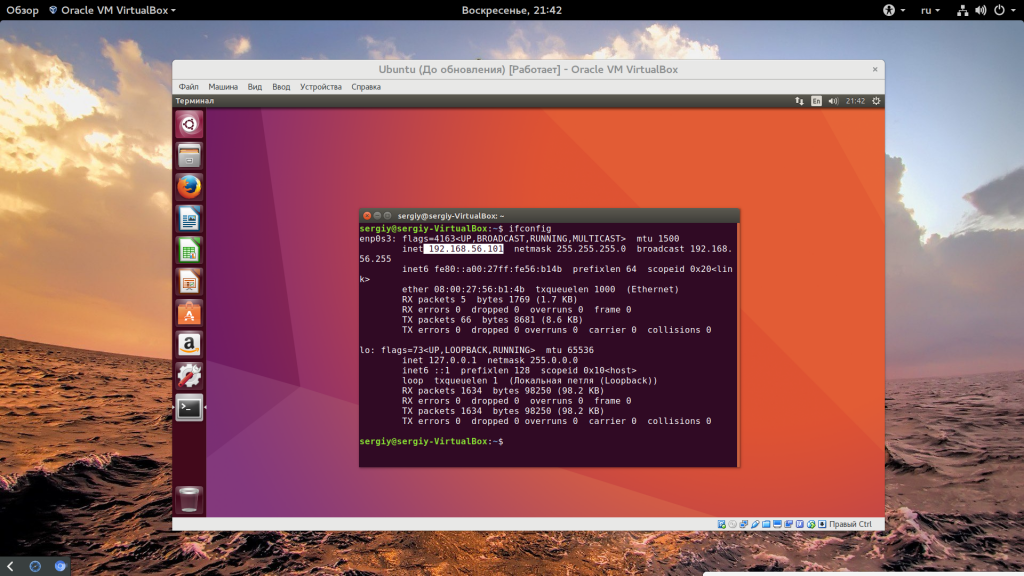 Обзор Oracle VM VirtualBox Воскресенье, 21:42 ru
Ubuntu (До обновления) [Работает] - Oracle VM VirtualBox
Файл Машина Вид Ввод Устройства Справка
Терминал En 21:42
sergiy@sergiy-VirtualBox: ~
sergiy@sergiy-VirtualBox:~$ ifconfig
enp0s3: flags=4163<UP,BROADCAST,RUNNING,MULTICAST>  mtu 1500
        inet 192.168.56.101  netmask 255.255.255.0  broadcast 192.168.
56.255
        inet6 fe80::a00:27ff:fe56:b14b  prefixlen 64  scopeid 0x20<lin
k>
        ether 08:00:27:56:b1:4b  txqueuelen 1000  (Ethernet)
        RX packets 5  bytes 1769 (1.7 KB)
        RX errors 0  dropped 0  overruns 0  frame 0
        TX packets 66  bytes 8681 (8.6 KB)
        TX errors 0  dropped 0 overruns 0  carrier 0  collisions 0
lo: flags=73<UP,LOOPBACK,RUNNING>  mtu 65536
        inet 127.0.0.1  netmask 255.0.0.0
        inet6 ::1  prefixlen 128  scopeid 0x10<host>
        loop  txqueuelen 1  (Локальная петля (Loopback))
        RX packets 1634  bytes 98250 (98.2 KB)
        RX errors 0  dropped 0  overruns 0  frame 0
        TX packets 1634  bytes 98250 (98.2 KB)
        TX errors 0  dropped 0 overruns 0  carrier 0  collisions 0
sergiy@sergiy-VirtualBox:~$
Правый Ctrl